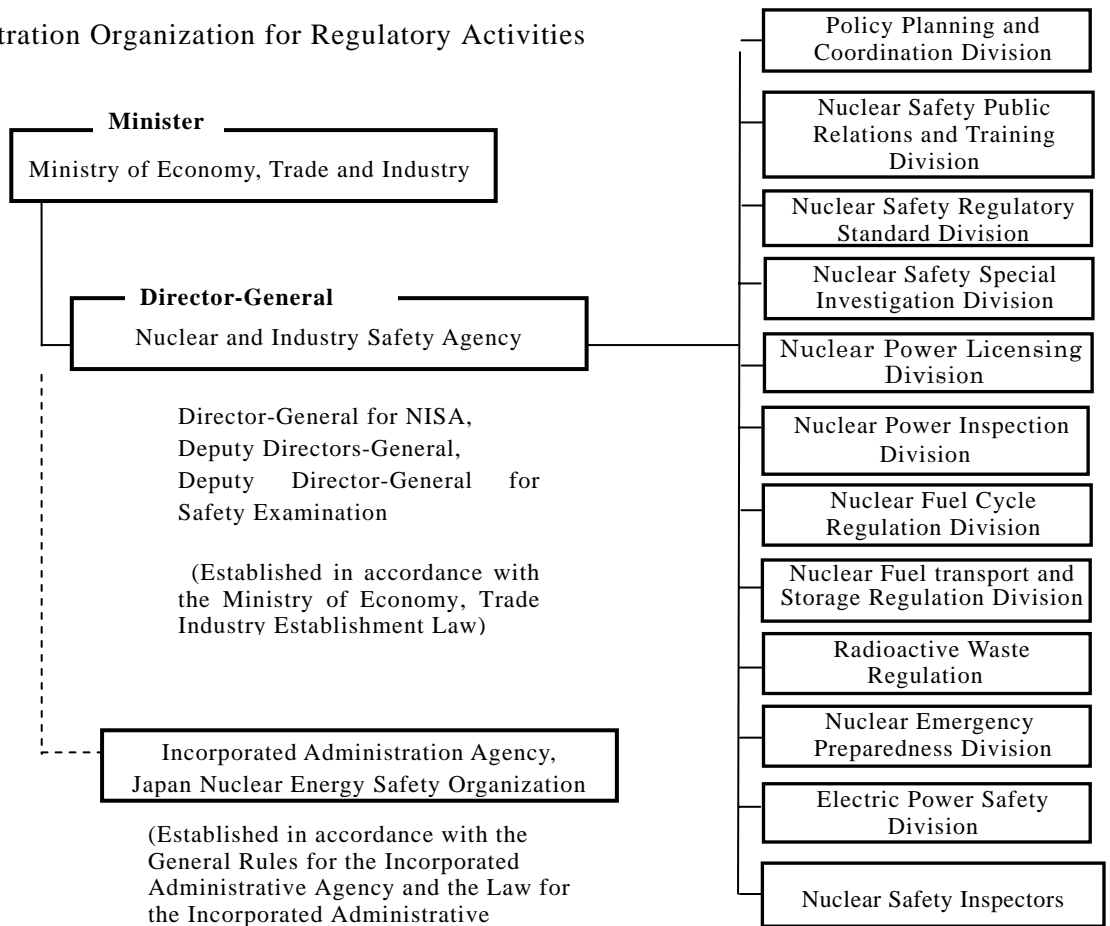 tration Organization for Regulatory Activities
Minister
Ministry of Economy, Trade and Industry
Director-General
Nuclear and Industry Safety Agency
Director-General for NISA,
Deputy Directors-General,
Deputy Director-General for
Safety Examination
(Established in accordance with
the Ministry of Economy, Trade
Industry Establishment Law)
Incorporated Administration Agency,
Japan Nuclear Energy Safety Organization
(Established in accordance with the
General Rules for the Incorporated
Administrative Agency and the Law for
the Incorporated Administrative
Policy Planning and
Coordination Division
Nuclear Safety Public
Relations and Training
Division
Nuclear Safety Regulatory
Standard Division
Nuclear Safety Special
Investigation Division
Nuclear Power Licensing
Division
Nuclear Power Inspection
Division
Nuclear Fuel Cycle
Regulation Division
Nuclear Fuel transport and
Storage Regulation Division
Radioactive Waste
Regulation
Nuclear Emergency
Preparedness Division
Electric Power Safety
Division
Nuclear Safety Inspectors